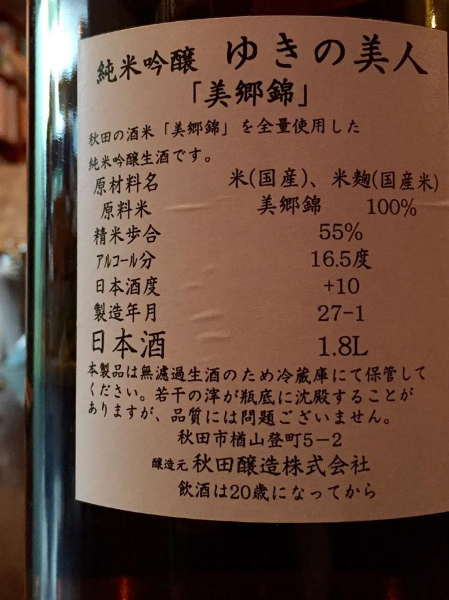 純米吟醸 ゆきの美人
「美郷錦」
秋田の酒米「美郷錦」を全量使用した
純米吟醸生酒です。
原材料名 米(国産)、米麹(国産米)
原料米 美郷錦 100%
精米歩合 55%
アルコール分 16.5度
日本酒度 +10
製造年月 27-1
日本酒 1.8L
本製品は無濾過生酒のため冷蔵庫にて保管して
ください。若干の滓が瓶底に沈殿することが
ありますが、品質には問題ございません。
秋田市楢山登町5-2
醸造元 秋田醸造株式会社
飲酒は20歳になってから